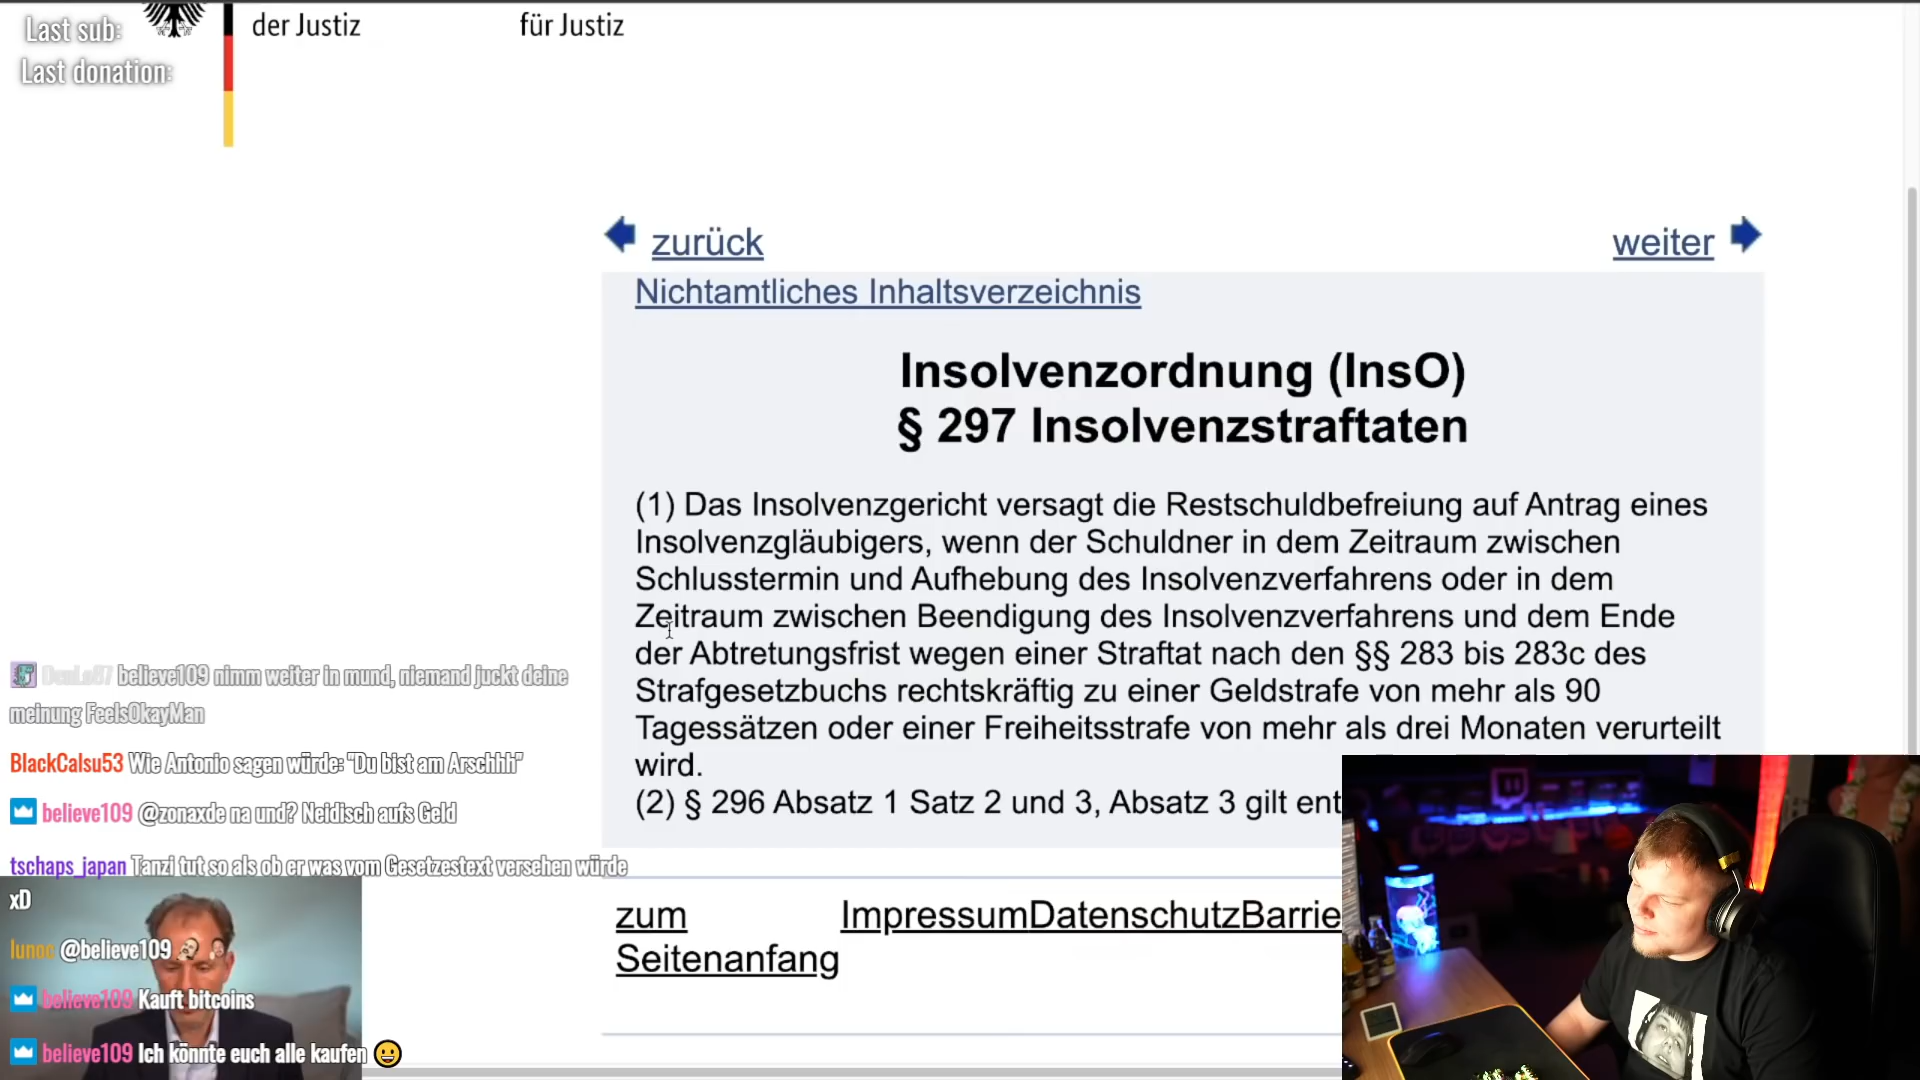 Last sub:
Last donation:
der Justiz
für Justiz
zurück
weiter
Nichtamtliches Inhaltsverzeichnis
Insolvenzordnung (InsO)
§ 297 Insolvenzstraftaten
(1) Das Insolvenzgericht versagt die Restschuldbefreiung auf Antrag eines
Insolvenzgläubigers, wenn der Schuldner in dem Zeitraum zwischen
Schlusstermin und Aufhebung des Insolvenzverfahrens oder in dem
Zeitraum zwischen Beendigung des Insolvenzverfahrens und dem Ende
der Abtretungsfrist wegen einer Straftat nach den §§ 283 bis 283c des
Strafgesetzbuchs rechtskräftig zu einer Geldstrafe von mehr als 90
Tagessätzen oder einer Freiheitsstrafe von mehr als drei Monaten verurteilt
wird.
(2) § 296 Absatz 1 Satz 2 und 3, Absatz 3 gilt ent
zum
Seitenanfang
ImpressumDatenschutzBarrie
believe109 nimm weiter in mund, niemand juckt deine
meinung FeelsOkayMan
BlackCalsu53 Wie Antonio sagen würde: "Du bist am Arschhh"
believe109 @zonaxde na und? Neidisch aufs Geld
tschaps_japan Tanzi tut so als ob er was vom Gesetzestext versehen würde
xD
lunoc @believe109
believe109 Kauft bitcoins
believe109 Ich könnte euch alle kaufen